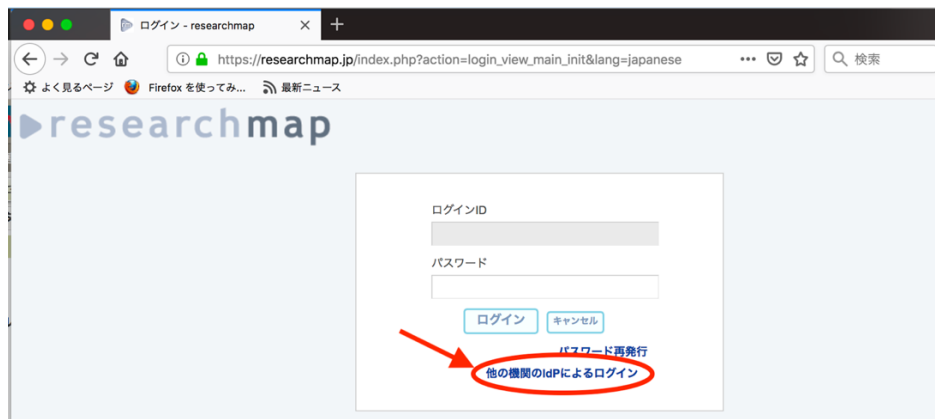 ログイン - researchmap
https://researchmap.jp/index.php?action=login_view_main_init&lang=japanese
検索
よく見るページ Firefox を使ってみ... 最新ニュース
researchmap
ログインID
パスワード
ログイン キャンセル
パスワード再発行
他の機関のIdPによるログイン